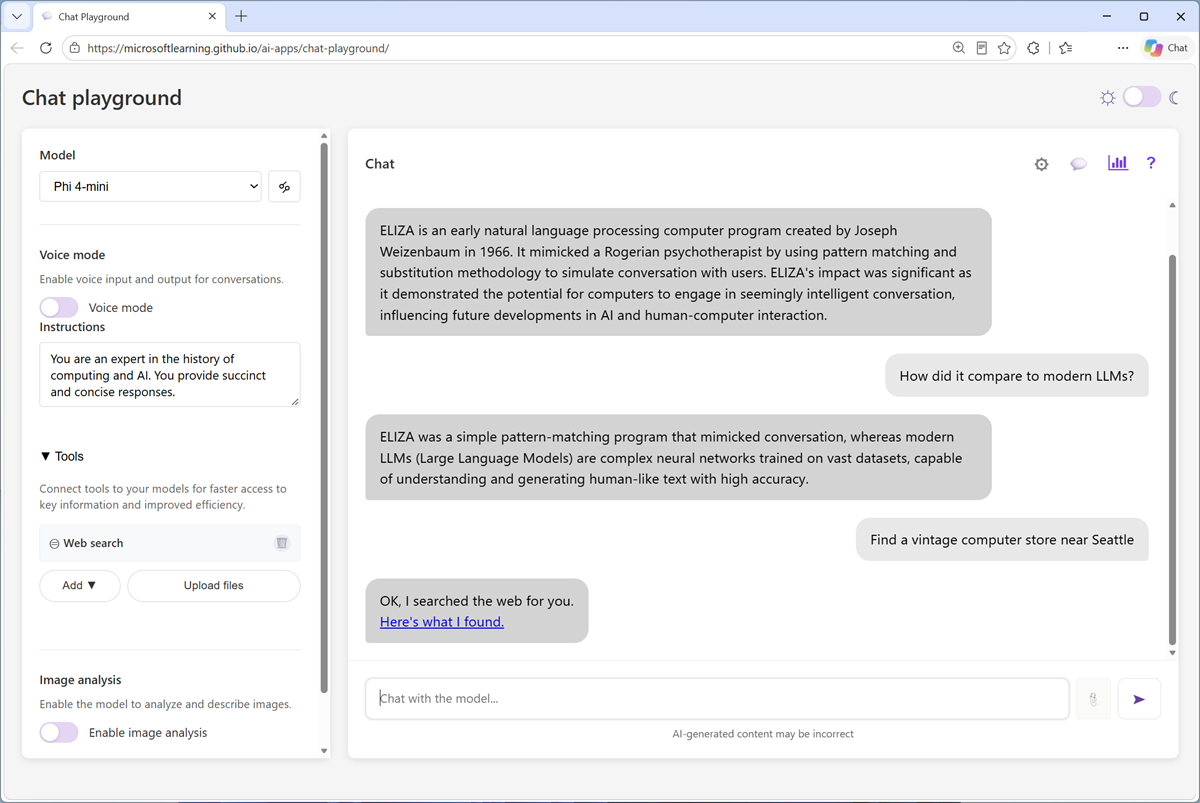 Chat Playground
https://microsoftlearning.github.io/ai-apps/chat-playground/
Chat
Chat playground
Model
Phi 4-mini
Voice mode
Enable voice input and output for conversations.
Voice mode
Instructions
You are an expert in the history of
computing and AI. You provide succinct
and concise responses.
▼ Tools
Connect tools to your models for faster access to
key information and improved efficiency.
Web search
Add ▼
Upload files
Image analysis
Enable the model to analyze and describe images.
Enable image analysis
Chat
?
ELIZA is an early natural language processing computer program created by Joseph
Weizenbaum in 1966. It mimicked a Rogerian psychotherapist by using pattern matching and
substitution methodology to simulate conversation with users. ELIZA's impact was significant as
it demonstrated the potential for computers to engage in seemingly intelligent conversation,
influencing future developments in AI and human-computer interaction.
How did it compare to modern LLMs?
ELIZA was a simple pattern-matching program that mimicked conversation, whereas modern
LLMs (Large Language Models) are complex neural networks trained on vast datasets, capable
of understanding and generating human-like text with high accuracy.
Find a vintage computer store near Seattle
OK, I searched the web for you.
Here's what I found.
Chat with the model...
AI-generated content may be incorrect